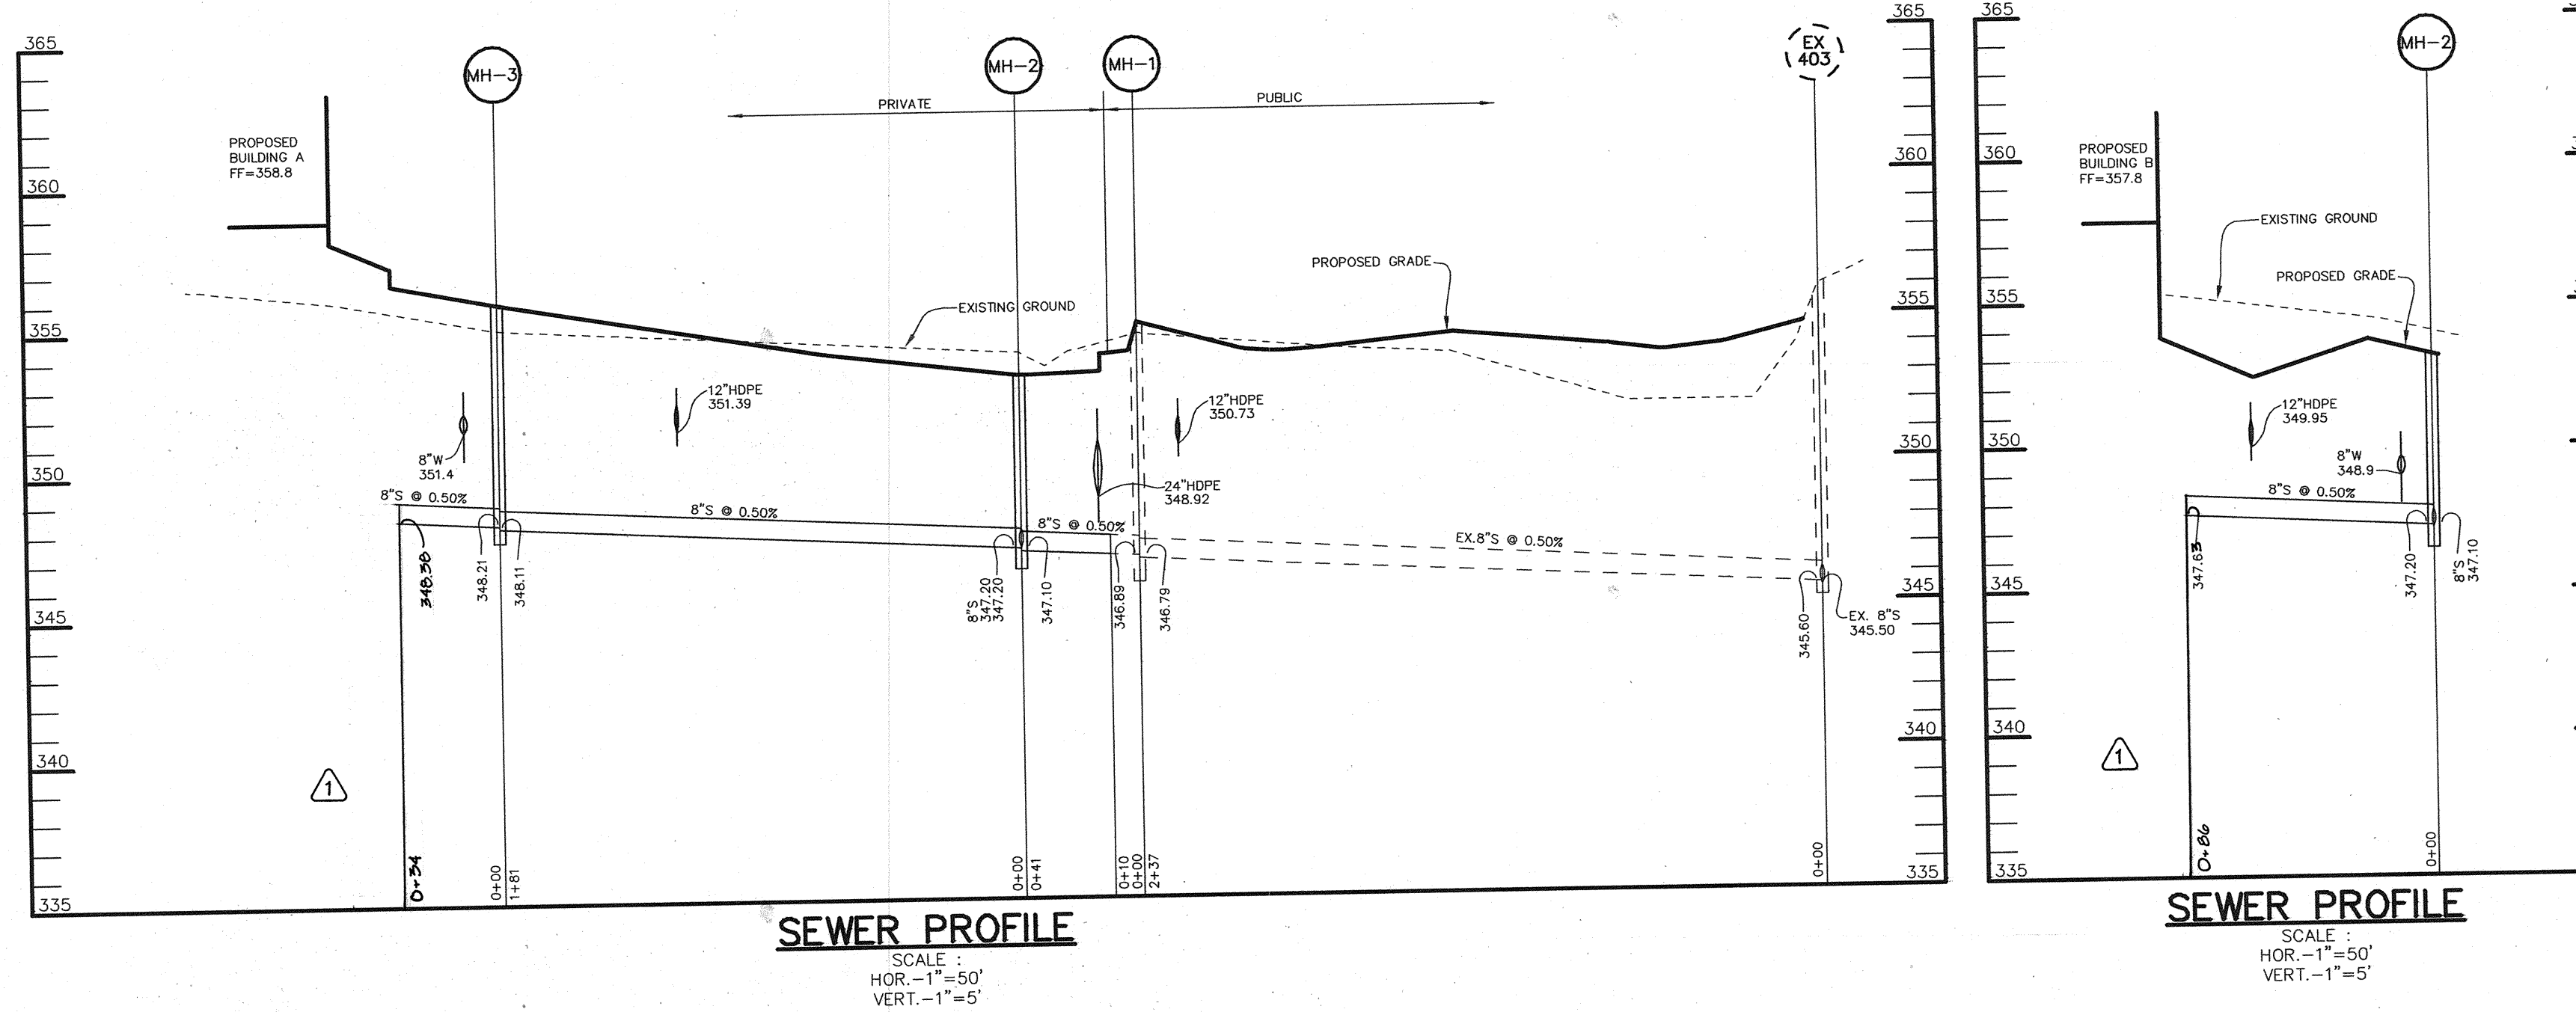 365
360
355
350
345
340
335
MH-3
MH-2
MH-1
EX
403
PRIVATE
PUBLIC
PROPOSED
BUILDING A
FF=358.8
EXISTING GROUND
PROPOSED GRADE
8"W
351.4
12"HDPE
351.39
24"HDPE
348.92
12"HDPE
350.73
8"S @ 0.50%
8"S @ 0.50%
8"S @ 0.50%
EX.8"S @ 0.50%
348.38
348.21
348.11
8"S
347.20
347.20
347.10
346.89
346.79
345.60
EX. 8"S
345.50
1
0+34
0+00
1+81
0+00
0+41
0+10
0+00
2+37
0+00
365
360
355
350
345
340
335
SEWER PROFILE
SCALE :
HOR.-1"=50'
VERT.-1"=5'
365
360
355
350
345
340
335
MH-2
PROPOSED
BUILDING B
FF=357.8
EXISTING GROUND
PROPOSED GRADE
12"HDPE
349.95
8"W
348.9
8"S @ 0.50%
347.63
347.20
8"S
347.10
1
0+86
0+00
SEWER PROFILE
SCALE :
HOR.-1"=50'
VERT.-1"=5'